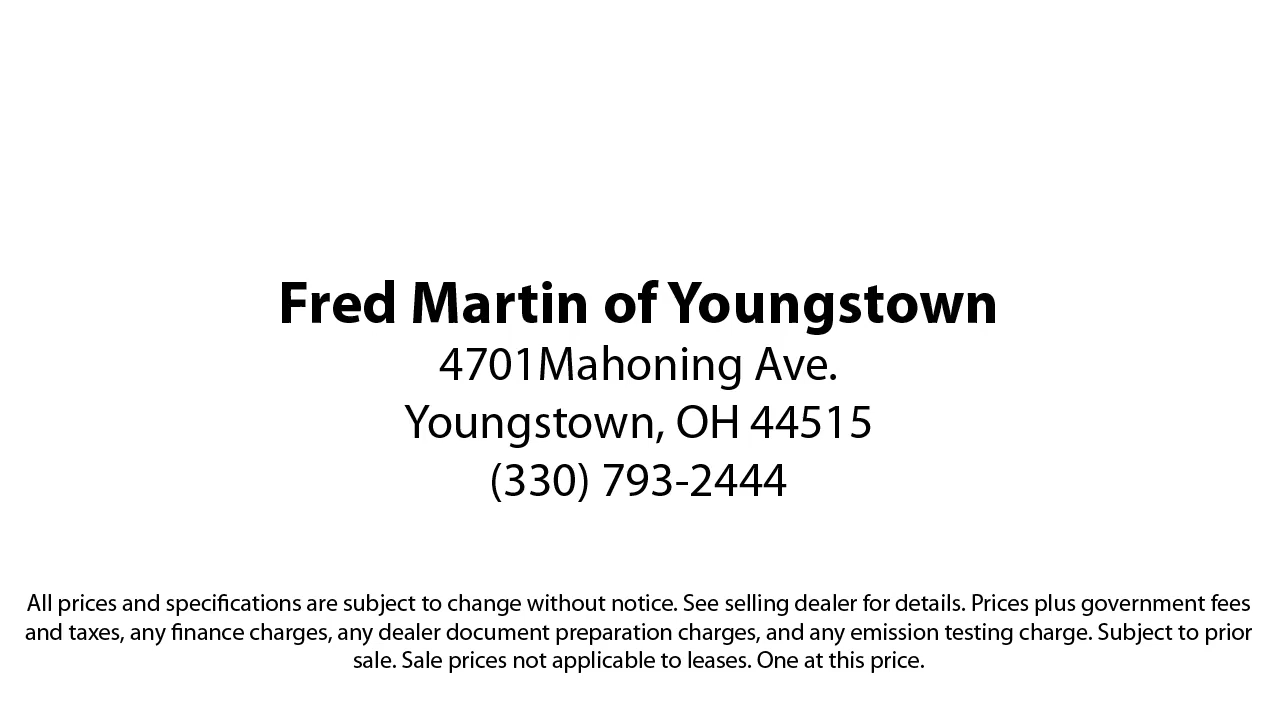 Fred Martin of Youngstown
4701Mahoning Ave.
Youngstown, OH 44515
(330) 793-2444
All prices and specifications are subject to change without notice. See selling dealer for details. Prices plus government fees
and taxes, any finance charges, any dealer document preparation charges, and any emission testing charge. Subject to prior
sale. Sale prices not applicable to leases. One at this price.